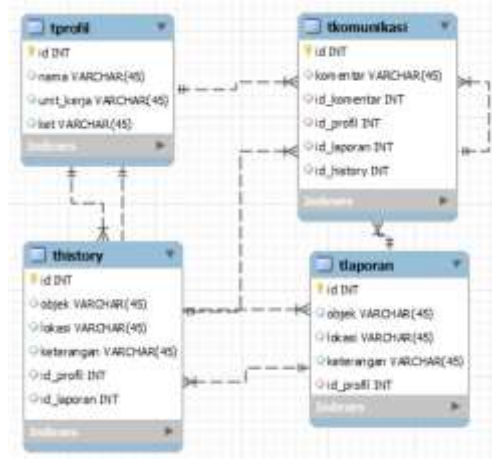 tprofil
id INT
nama VARCHAR(45)
unit_kerja VARCHAR(45)
ket VARCHAR(45)
Indexes
tkomunikasi
id INT
komentar VARCHAR(45)
id_komentar INT
id_profil INT
id_laporan INT
id_history INT
Indexes
thistory
id INT
objek VARCHAR(45)
lokasi VARCHAR(45)
keterangan VARCHAR(45)
id_profil INT
id_laporan INT
Indexes
tlaporan
id INT
objek VARCHAR(45)
lokasi VARCHAR(45)
keterangan VARCHAR(45)
id_profil INT
Indexes